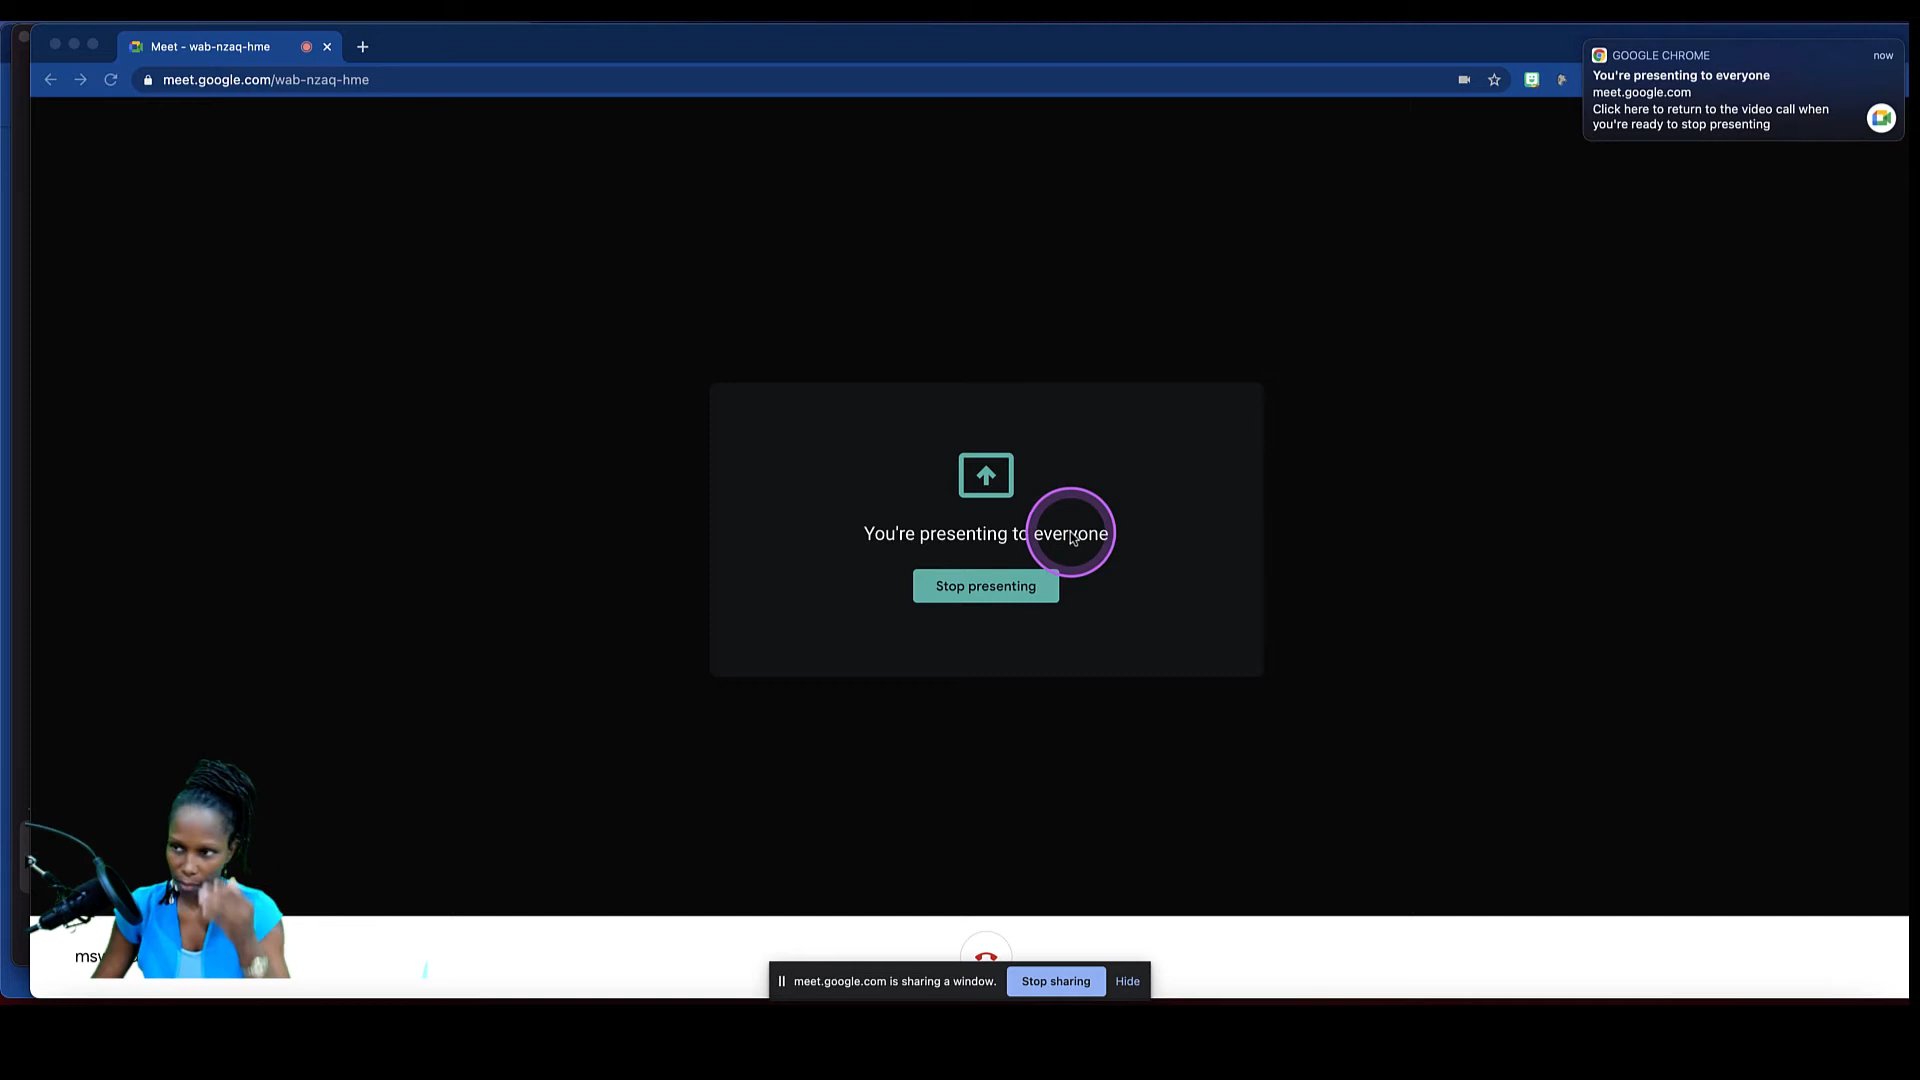 Meet - wab-nzaq-hme
meet.google.com/wab-nzaq-hme
GOOGLE CHROME
now
You're presenting to everyone
meet.google.com
Click here to return to the video call when
you're ready to stop presenting
You're presenting to everyone
Stop presenting
meet.google.com is sharing a window.
Stop sharing
Hide